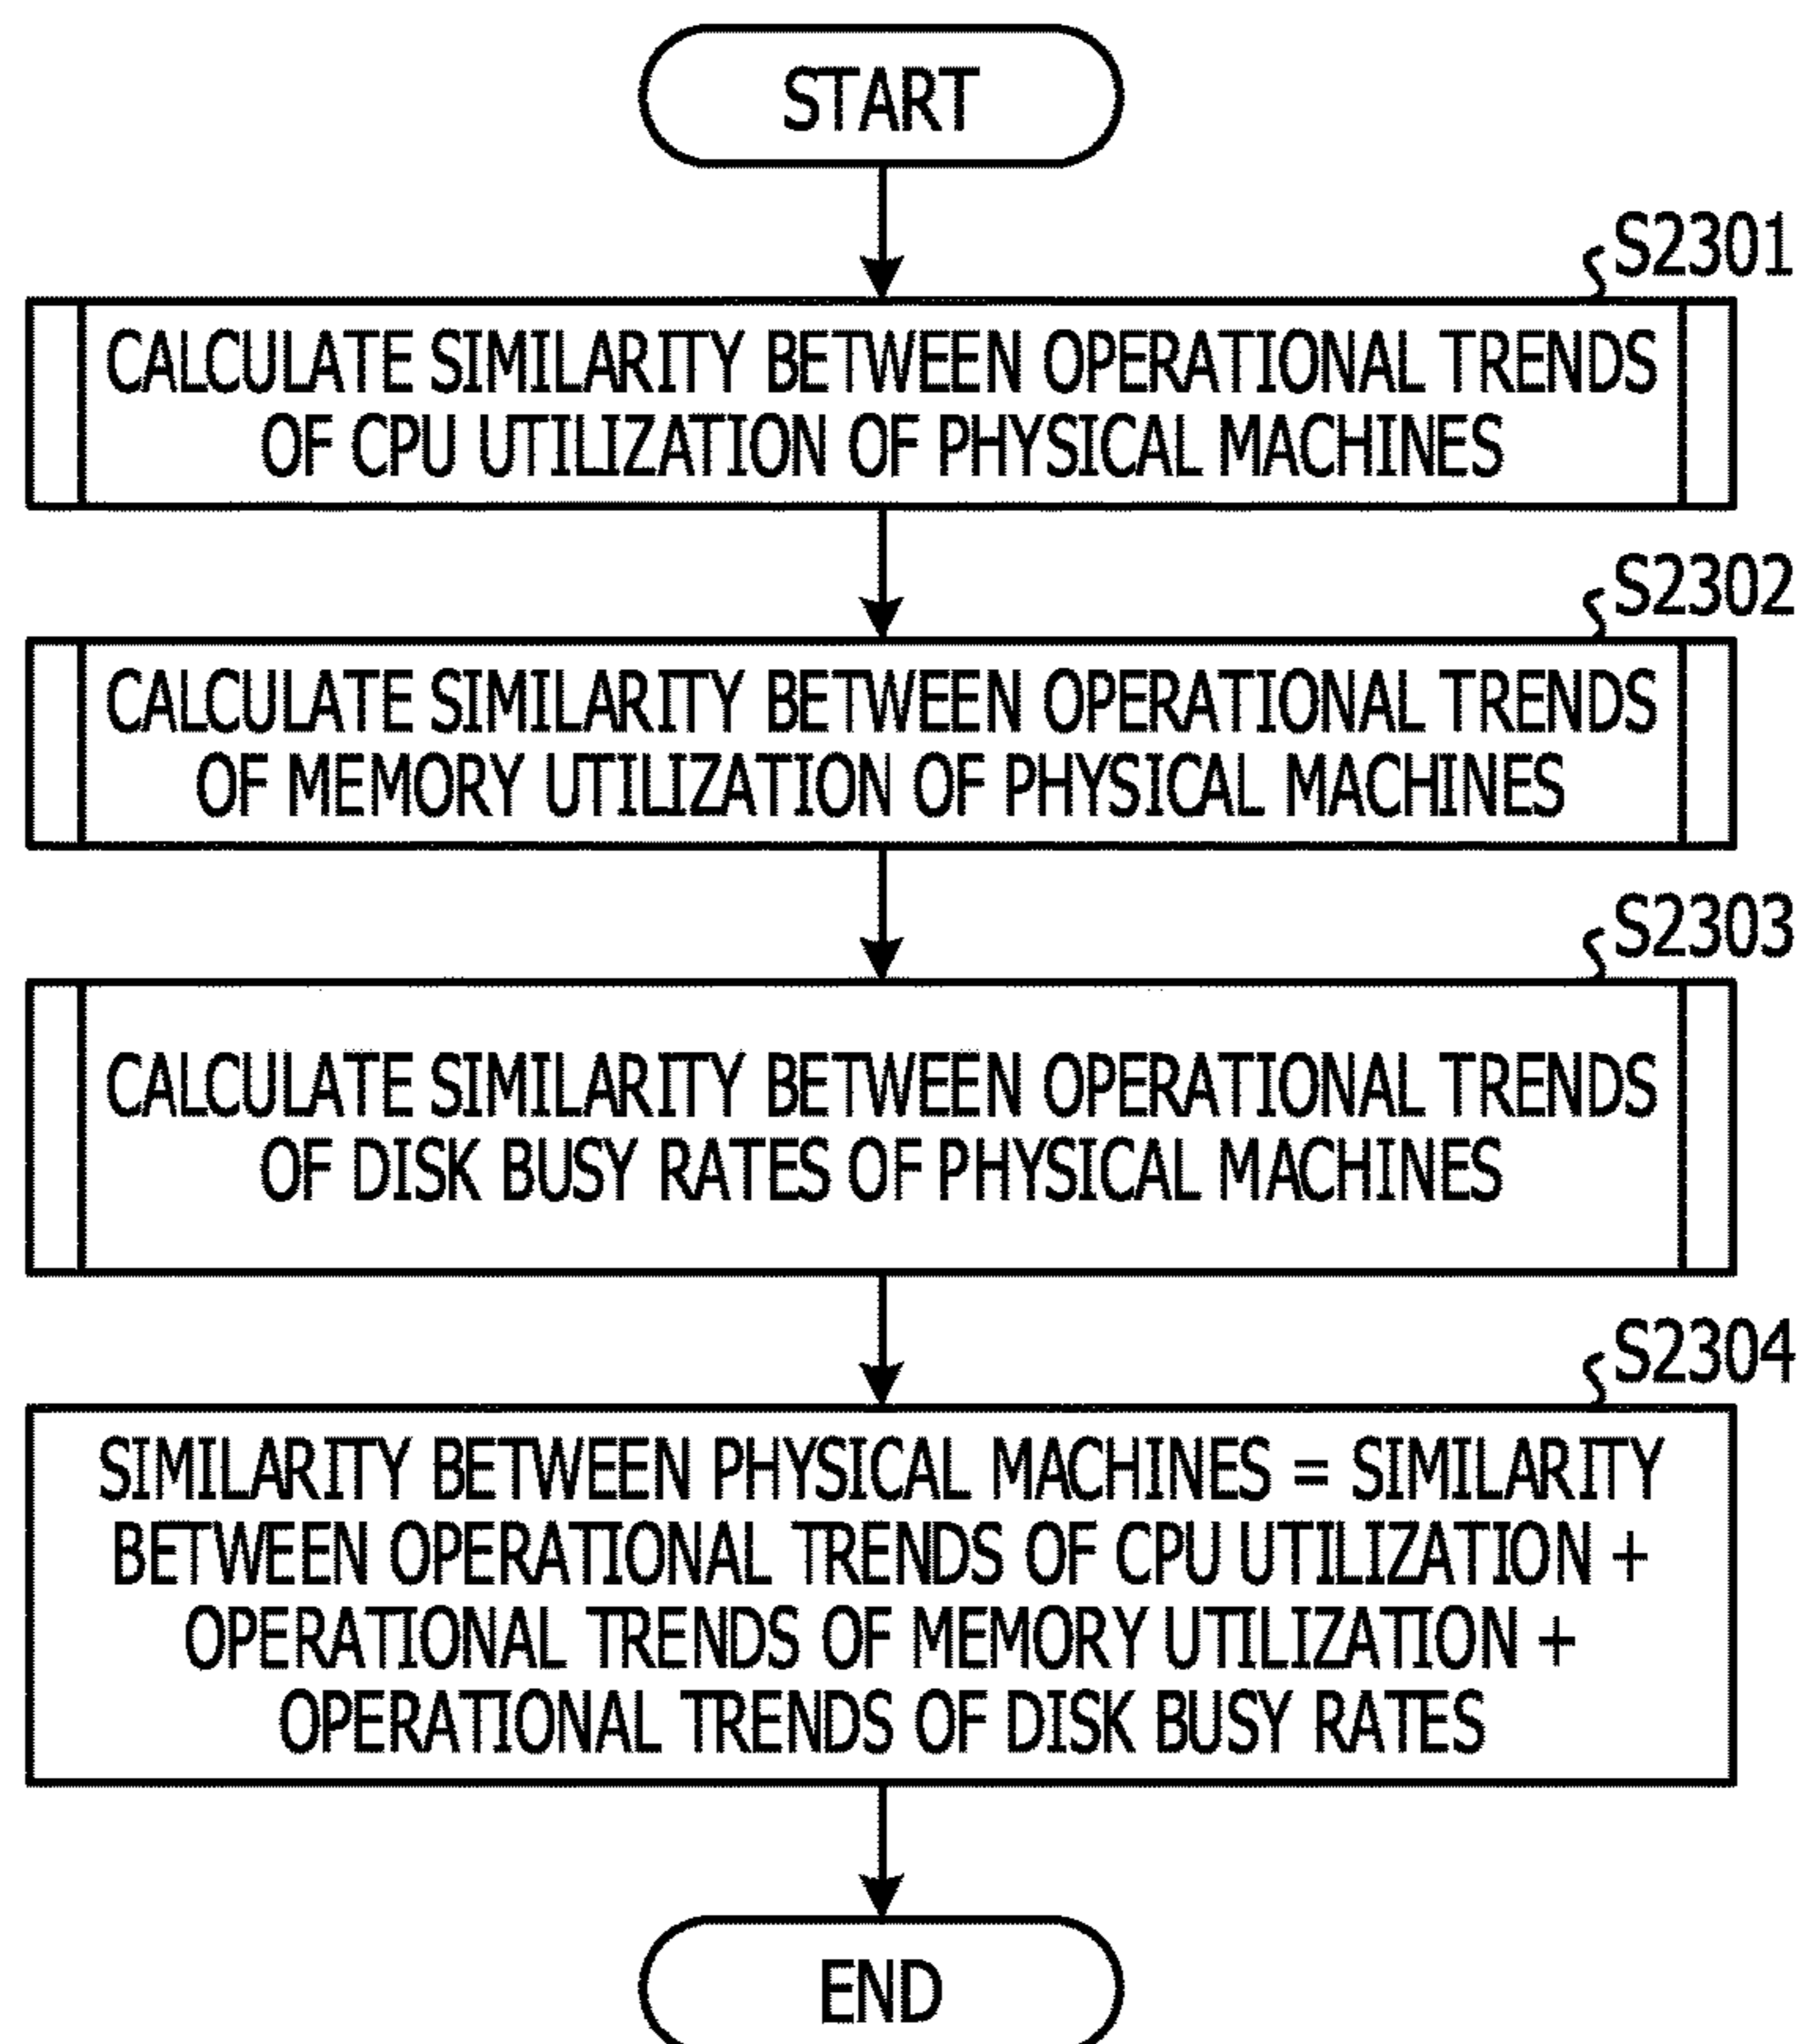 START
S2301
CALCULATE SIMILARITY BETWEEN OPERATIONAL TRENDS
OF CPU UTILIZATION OF PHYSICAL MACHINES
S2302
CALCULATE SIMILARITY BETWEEN OPERATIONAL TRENDS
OF MEMORY UTILIZATION OF PHYSICAL MACHINES
S2303
CALCULATE SIMILARITY BETWEEN OPERATIONAL TRENDS
OF DISK BUSY RATES OF PHYSICAL MACHINES
S2304
SIMILARITY BETWEEN PHYSICAL MACHINES = SIMILARITY
BETWEEN OPERATIONAL TRENDS OF CPU UTILIZATION +
OPERATIONAL TRENDS OF MEMORY UTILIZATION +
OPERATIONAL TRENDS OF DISK BUSY RATES
END